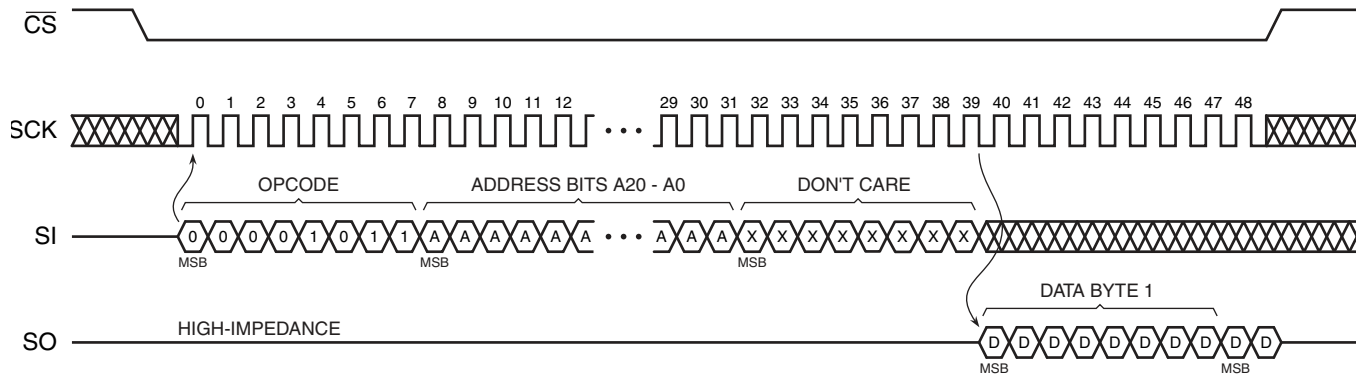 CS
0 1 2 3 4 5 6 7 8 9 10 11 12 29 30 31 32 33 34 35 36 37 38 39 40 41 42 43 44 45 46 47 48
SCK
OPCODE ADDRESS BITS A20 - A0 DON'T CARE
SI 0 0 0 0 1 0 1 1 A A A A A A A A A X X X X X X X X
MSB MSB MSB
DATA BYTE 1
HIGH-IMPEDANCE
SO D D D D D D D D D D
MSB MSB